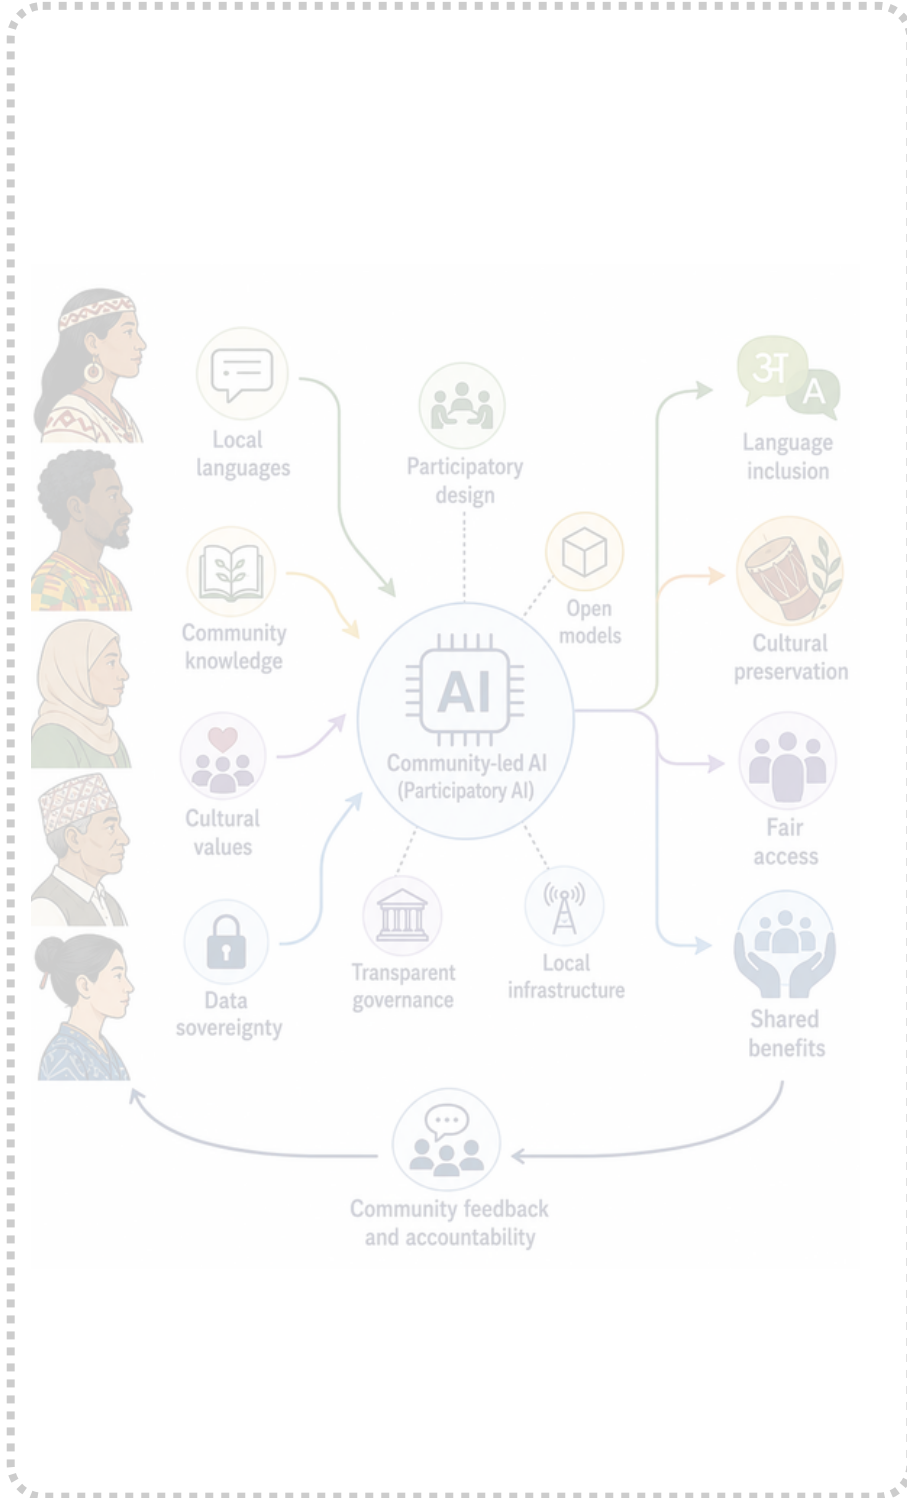 Local
languages
Community
knowledge
Cultural
values
Data
sovereignty
Participatory
design
Open
models
AI
Community-led AI
(Participatory AI)
Transparent
governance
Local
infrastructure
अ
A
Language
inclusion
Cultural
preservation
Fair
access
Shared
benefits
Community feedback
and accountability